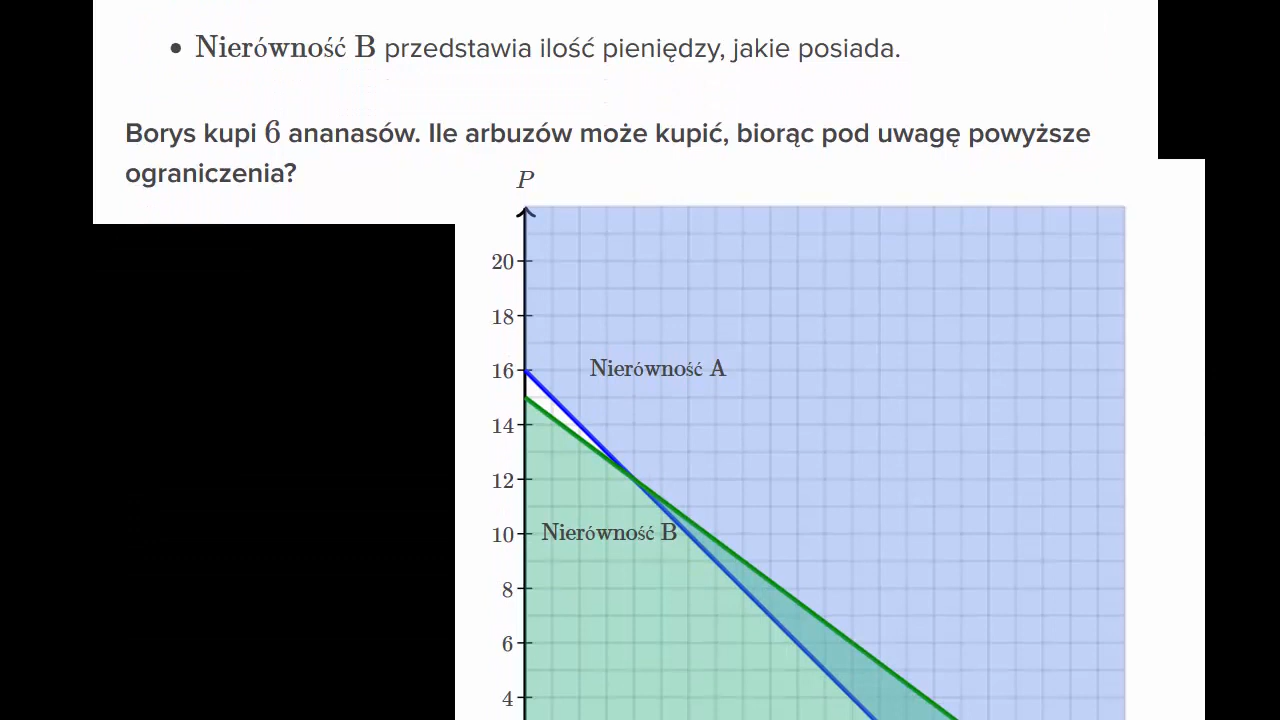 • Nierówność B przedstawia ilość pieniędzy, jakie posiada.
Borys kupi 6 ananasów. Ile arbuzów może kupić, biorąc pod uwagę powyższe
ograniczenia?
P
20
18
16
Nierówność A
14
12
10
Nierówność B
8
6
4